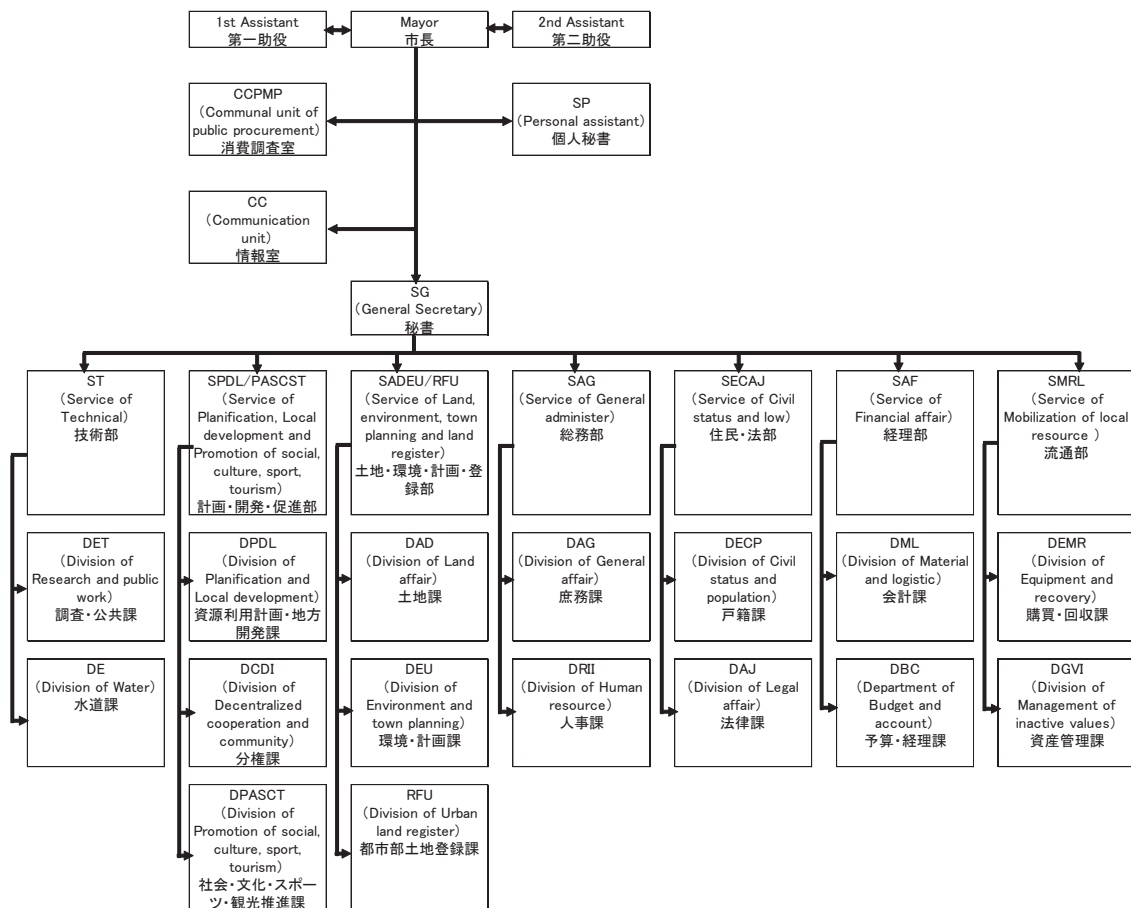 1st Assistant
第一助役
Mayor
市長
2nd Assistant
第二助役
CCPMP
(Communal unit of
public procurement)
消費調査室
SP
(Personal assistant)
個人秘書
CC
(Communication
unit)
情報室
SG
(General Secretary)
秘書
ST
(Service of
Technical)
技術部
SPDL/PASCST
(Service of
Planification, Local
development and
Promotion of social,
culture, sport,
tourism)
計画・開発・促進部
SADEU/RFU
(Service of Land,
environment, town
planning and land
register)
土地・環境・計画・登
録部
SAG
(Service of General
administer)
総務部
SECAJ
(Service of Civil
status and low)
住民・法部
SAF
(Service of
Financial affair)
経理部
SMRL
(Service of
Mobilization of local
resource )
流通部
DET
(Division of
Research and public
work)
調査・公共課
DPDL
(Division of
Planification and
Local development)
資源利用計画・地方
開発課
DAD
(Division of
Land affair)
土地課
DAG
(Division of General
affair)
庶務課
DECP
(Division of Civil
status and
population)
戸籍課
DML
(Division of Material
and logistic)
会計課
DEMR
(Division of
Equipment and
recovery)
購買・回収課
DE
(Division of Water)
水道課
DCDI
(Division of
Decentralized
cooperation and
community)
分権課
DEU
(Division of
Environment and
town planning)
環境・計画課
DRII
(Division of Human
resource)
人事課
DAJ
(Division of Legal
affair)
法律課
DBC
(Department of
Budget and
account)
予算・経理課
DGVI
(Division of
Management of
inactive values)
資産管理課
DPASCT
(Division of
Promotion of social,
culture, sport,
tourism)
社会・文化・スポー
ツ・観光推進課
RFU
(Division of Urban
land register)
都市部土地登録課